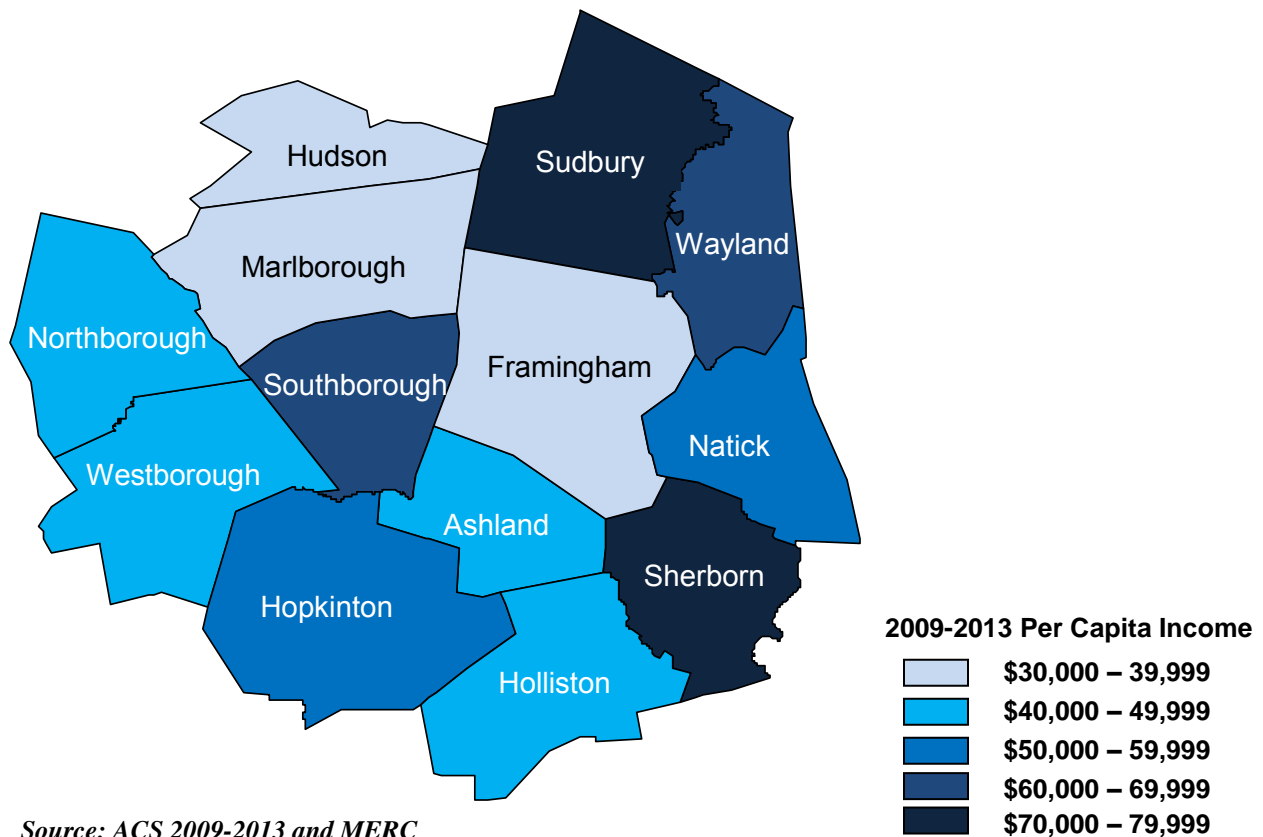 Hudson
Sudbury
Wayland
Marlborough
Northborough
Framingham
Southborough
Natick
Westborough
Ashland
Sherborn
Hopkinton
Holliston
2009-2013 Per Capita Income
$30,000 – 39,999
$40,000 – 49,999
$50,000 – 59,999
$60,000 – 69,999
$70,000 – 79,999
Source: ACS 2009-2013 and MERC